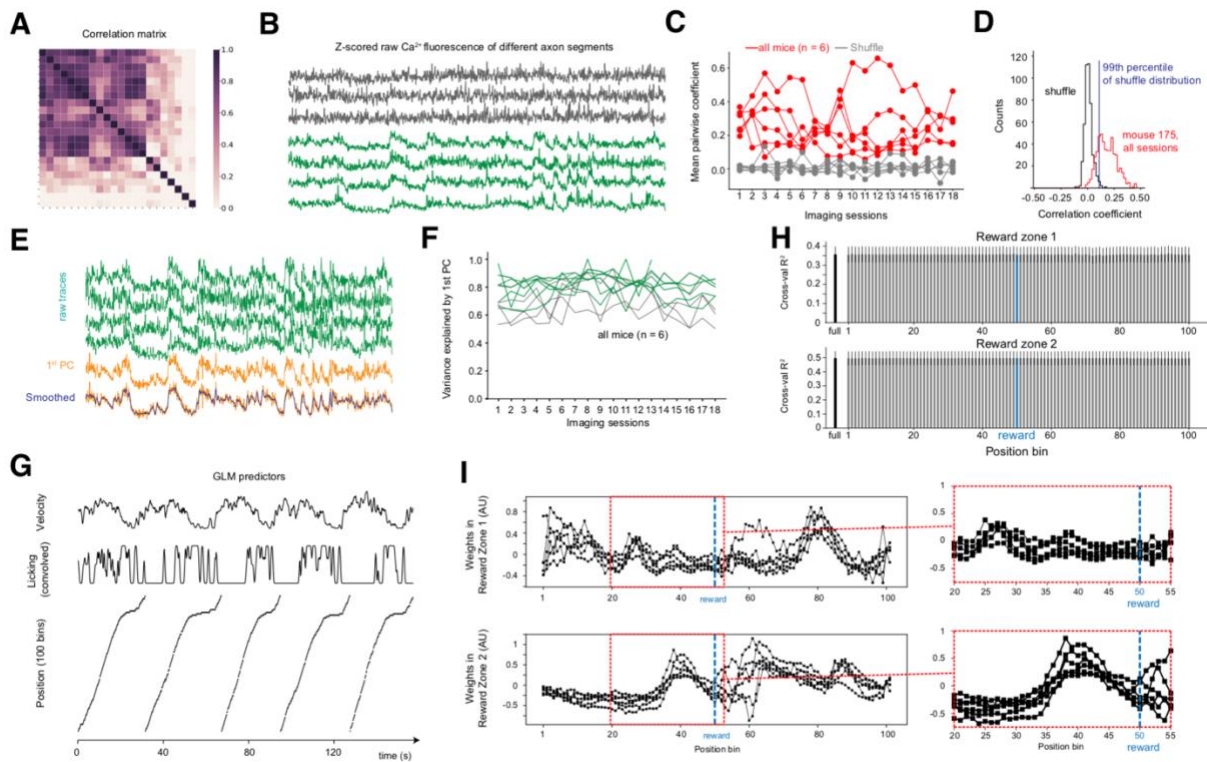 A
Correlation matrix
1.0
0.8
0.6
0.4
0.2
0.0
B
Z-scored raw Ca²⁺ fluorescence of different axon segments
C
all mice (n = 6)
Shuffle
Mean pairwise coefficient
0.6
0.4
0.2
0.0
1 2 3 4 5 6 7 8 9 10 11 12 13 14 15 16 17 18
Imaging sessions
D
99th percentile
of shuffle distribution
shuffle
mouse 175,
all sessions
Counts
120
100
80
60
40
20
0
-0.25 0.0 0.25 0.50
Correlation coefficient
E
raw traces
1st PC
Smoothed
F
Variance explained by 1st PC
1.0
0.8
0.6
0.4
0.2
0.0
all mice (n = 6)
1 2 3 4 5 6 7 8 9 10 11 12 13 14 15 16 17 18
Imaging sessions
H
Reward zone 1
Cross-val R²
0.4
0.3
0.2
0.1
0
full 1 20 40 60 80 100
Reward zone 2
Cross-val R²
0.5
0.4
0.3
0.2
0.1
0
full 1 20 40 reward 60 80 100
Position bin
G
GLM predictors
Velocity
Licking
(convolved)
Position (100 bins)
0 40 80 120 time (s)
I
Weights in
Reward Zone 1 (AU)
0.8
0.4
0
-0.4
1 20 40 reward 60 80 100
1
0.5
0
-0.5
20 25 30 35 40 45 50 55
reward
Weights in
Reward Zone 2 (AU)
1
0.5
0
-0.5
1 20 40 60 80 100
reward
Position bin
1
0.5
0
-0.5
20 25 30 35 40 45 50 55
Position bin
reward